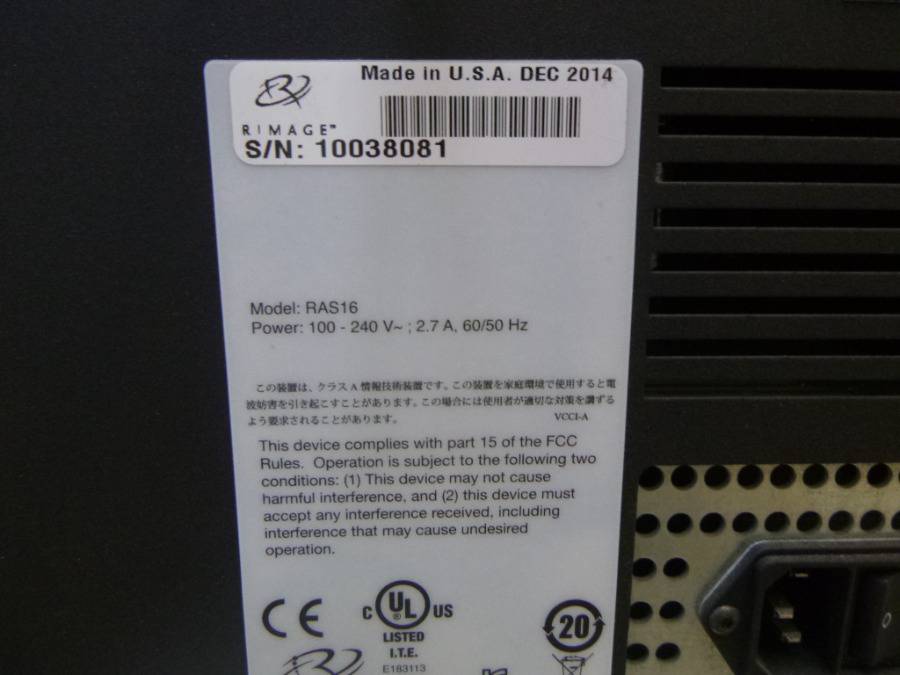 Made in U.S.A. DEC 2014
RIMAGE™
S/N: 10038081
Model: RAS16
Power: 100 - 240 V~ ; 2.7 A, 60/50 Hz
この装置は、クラス A 情報技術装置です。この装置を家庭環境で使用すると電
波妨害を引き起こすことがあります。この場合には使用者が適切な対策を講ずる
よう要求されることがあります。 VCCI-A
This device complies with part 15 of the FCC
Rules. Operation is subject to the following two
conditions: (1) This device may not cause
harmful interference, and (2) this device must
accept any interference received, including
interference that may cause undesired
operation.
CE
C UL ® US
LISTED
I.T.E.
E183113
20
0